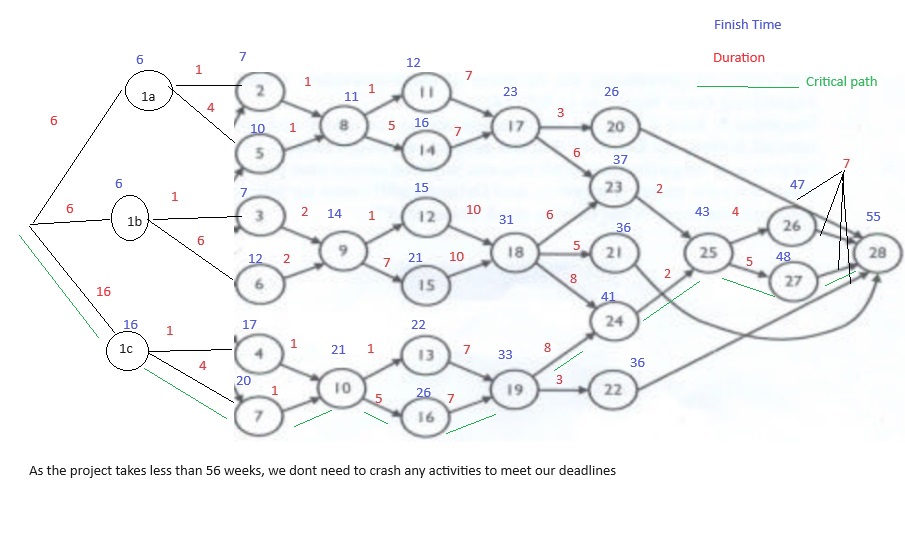 Finish Time
Duration
Critical path
6 7 12
1 1 1 7
1a 2 11
4 11 23 26
6 8 17 3 20
10 1 5 16 7
5 14 6 37
6 7 15 23 2 47 7
6 1 3 2 14 1 12 10 31 6 36 43 4 55
1b 9 18 5 21 25 26 28
6 12 2 7 21 10 8 2 5 48
6 15 41 27
16 24
16 17 22
1c 1 4 1 21 1 13 7 33 8
4 10 19 3 22 36
20 1 5 26 7
7 16
As the project takes less than 56 weeks, we dont need to crash any activities to meet our deadlines